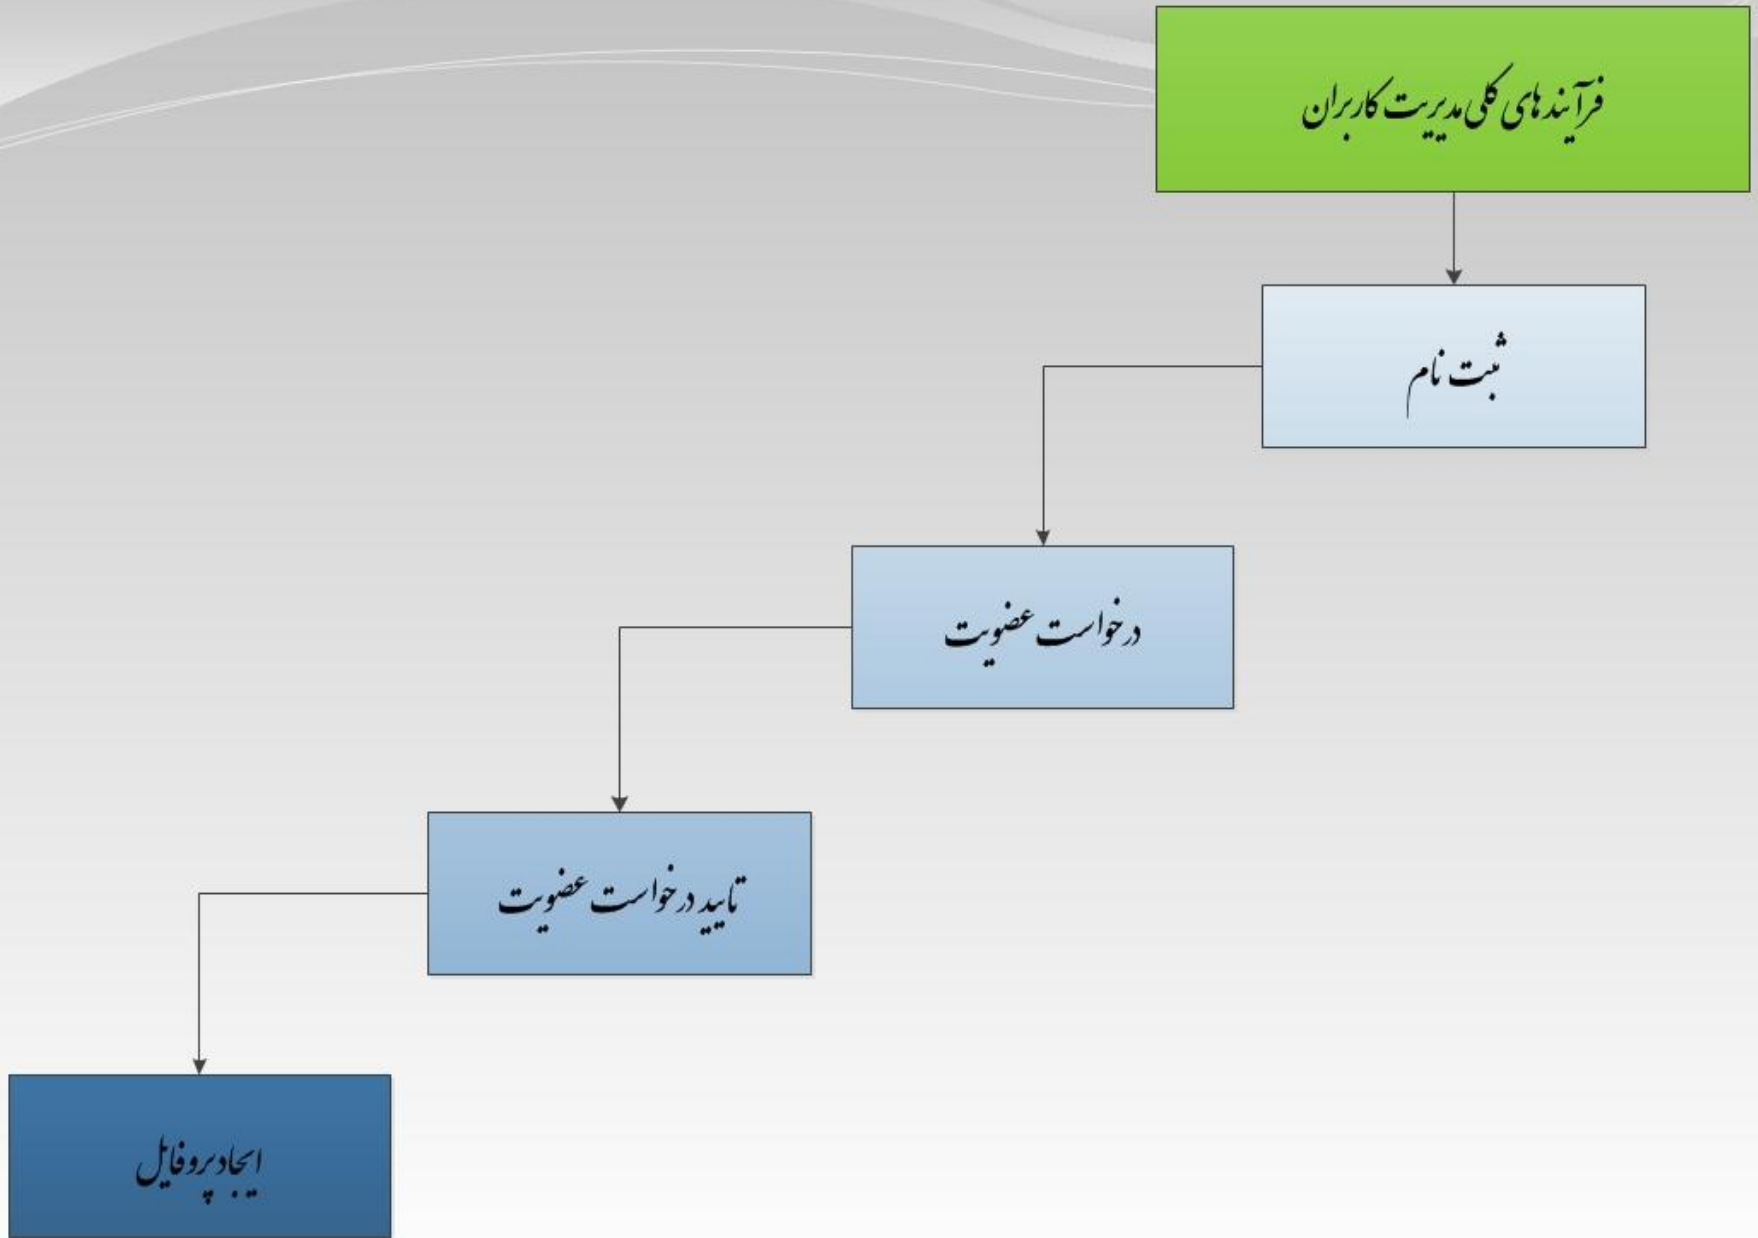 فرآیندهای کلی مدیریت کاربران
ثبت نام
درخواست عضویت
تایید درخواست عضویت
ایجاد پروفایل